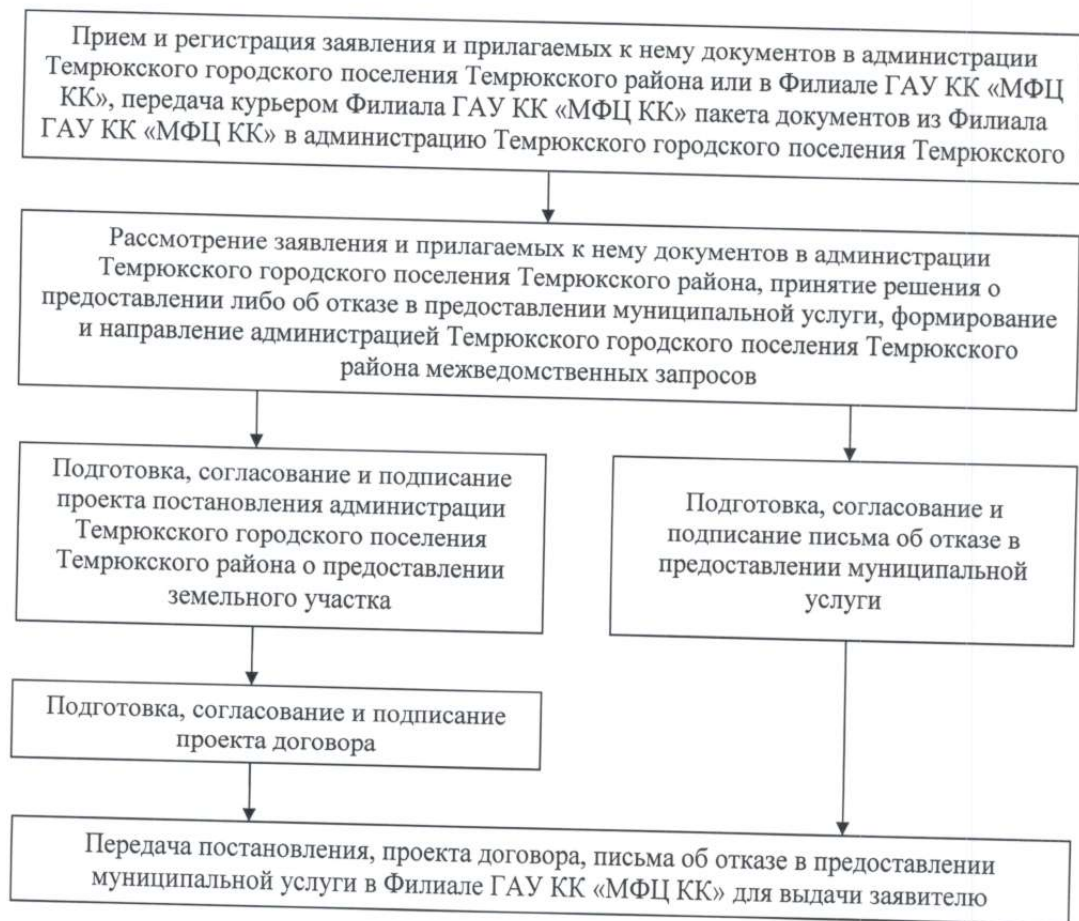 Прием и регистрация заявления и прилагаемых к нему документов в администрации
Темрюкского городского поселения Темрюкского района или в Филиале ГАУ КК «МФЦ
КК», передача курьером Филиала ГАУ КК «МФЦ КК» пакета документов из Филиала
ГАУ КК «МФЦ КК» в администрацию Темрюкского городского поселения Темрюкского
Рассмотрение заявления и прилагаемых к нему документов в администрации
Темрюкского городского поселения Темрюкского района, принятие решения о
предоставлении либо об отказе в предоставлении муниципальной услуги, формирование
и направление администрацией Темрюкского городского поселения Темрюкского
района межведомственных запросов
Подготовка, согласование и подписание
проекта постановления администрации
Темрюкского городского поселения
Темрюкского района о предоставлении
земельного участка
Подготовка, согласование и
подписание письма об отказе в
предоставлении муниципальной
услуги
Подготовка, согласование и подписание
проекта договора
Передача постановления, проекта договора, письма об отказе в предоставлении
муниципальной услуги в Филиале ГАУ КК «МФЦ КК» для выдачи заявителю